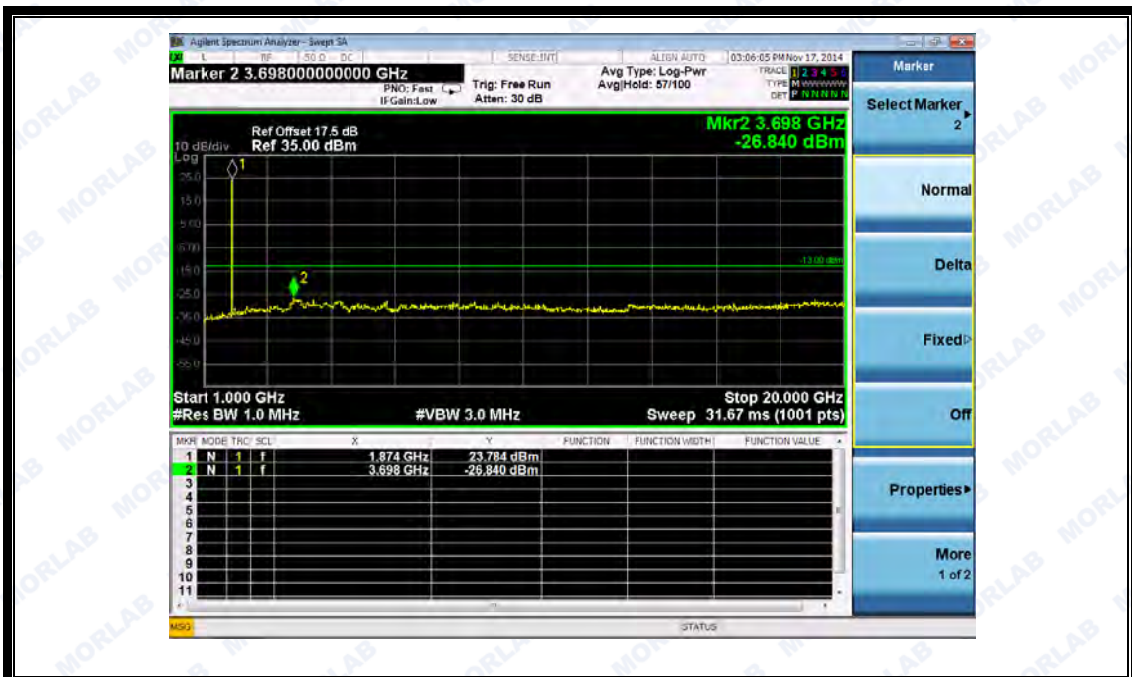 Agilent Spectrum Analyzer - Swept SA
L RF 50 Ω DC SENSE:INT ALIGN AUTO 03:06:05 PM Nov 17, 2014
Marker 2 3.698000000000 GHz
PNO: Fast
IFGain:Low
Trig: Free Run
Atten: 30 dB
Avg Type: Log-Pwr
Avg|Hold: 57/100
TRACE 1 2 3 4 5 6
TYPE M
DET P N N N N N
Mkr2 3.698 GHz
-26.840 dBm
Ref Offset 17.5 dB
10 dB/div Ref 35.00 dBm
Log
1
25.0
15.0
5.00
-5.00
-13.00 dBm
-15.0
2
-25.0
-35.0
-45.0
-55.0
Start 1.000 GHz Stop 20.000 GHz
#Res BW 1.0 MHz #VBW 3.0 MHz Sweep 31.67 ms (1001 pts)
MKR MODE TRC SCL X Y FUNCTION FUNCTION WIDTH FUNCTION VALUE
1 N 1 f 1.874 GHz 23.784 dBm
2 N 1 f 3.698 GHz -26.840 dBm
3
4
5
6
7
8
9
10
11
MSG STATUS
Marker
Select Marker
2
Normal
Delta
Fixed
Off
Properties
More
1 of 2
MORLAB